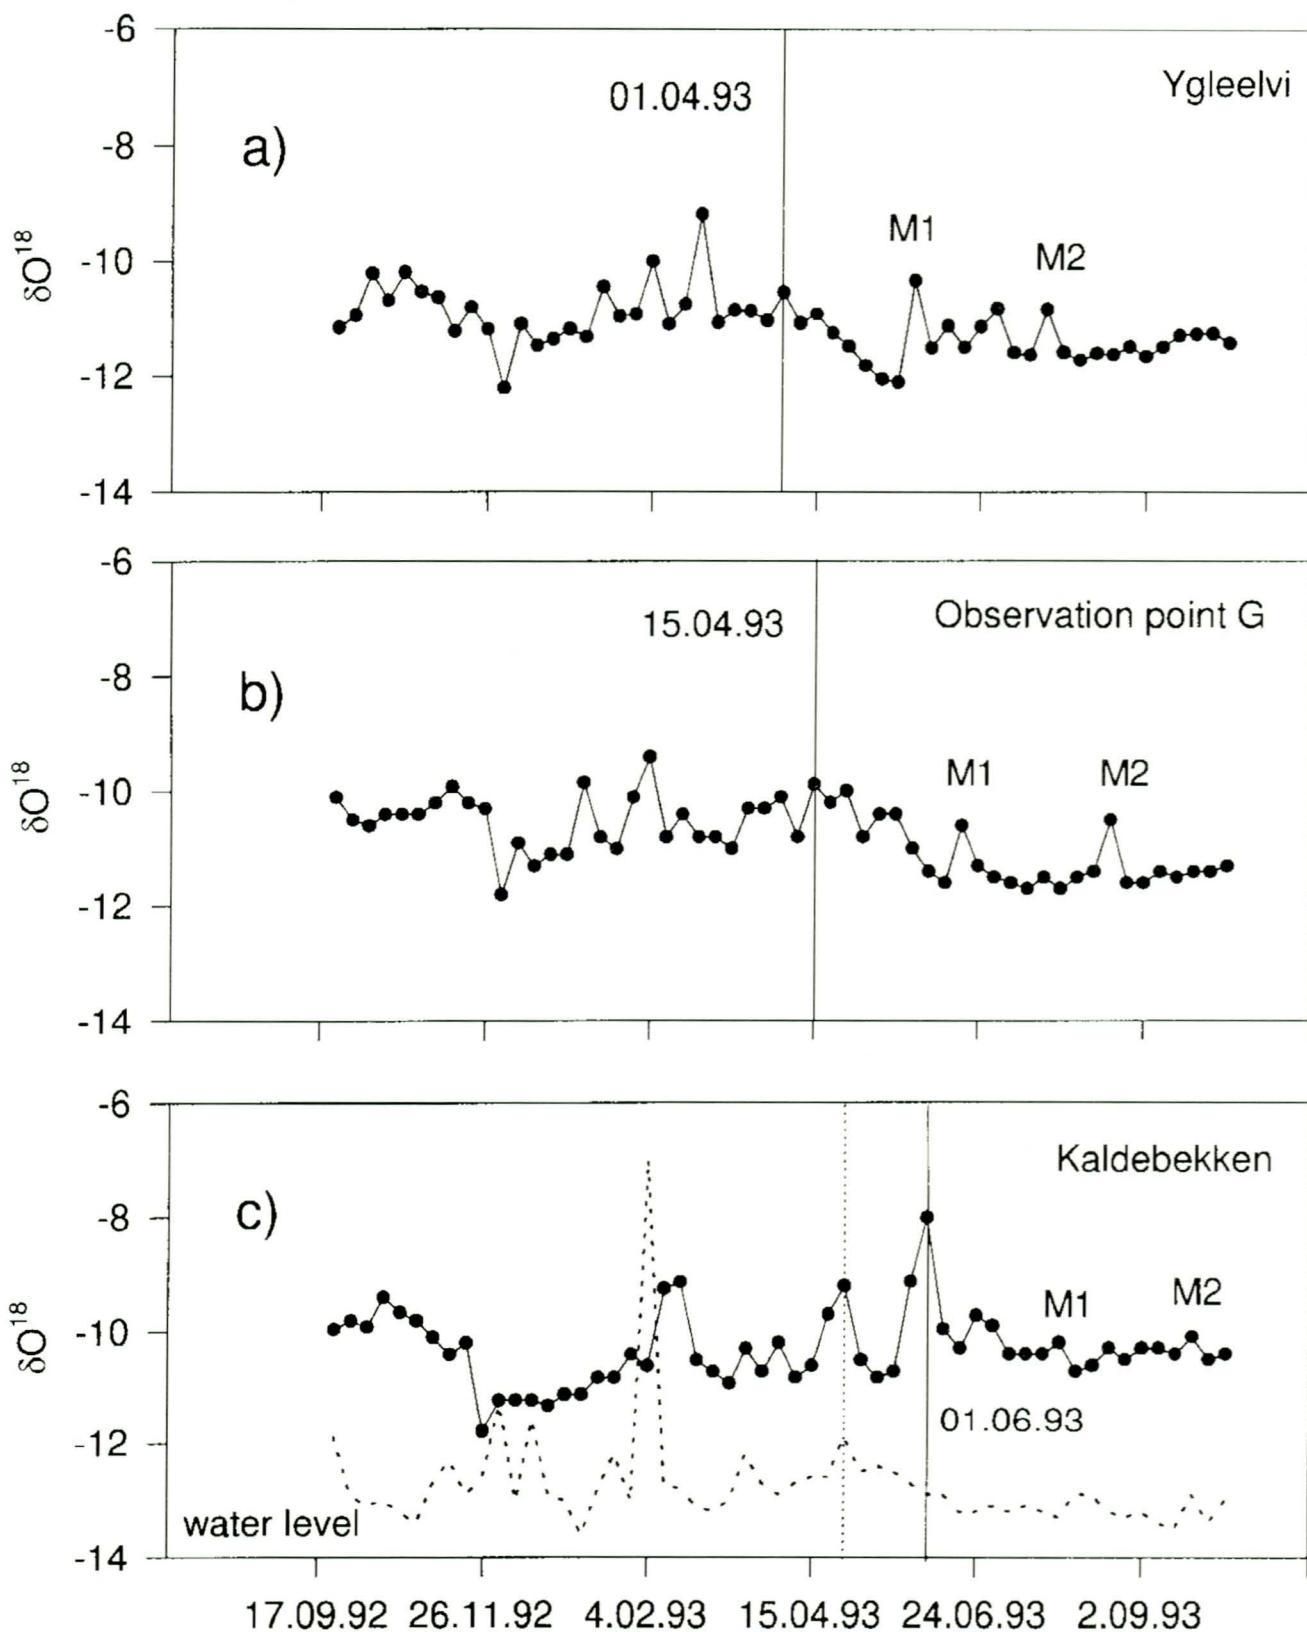 -6
Ygleelvi
01.04.93
a)
-8
M1
M2
δO¹⁸
-10
-12
-14
-6
Observation point G
15.04.93
-8
b)
M1
M2
δO¹⁸
-10
-12
-14
-6
Kaldebekken
c)
-8
M1
M2
δO¹⁸
-10
01.06.93
-12
water level
-14
17.09.92 26.11.92 4.02.93 15.04.93 24.06.93 2.09.93